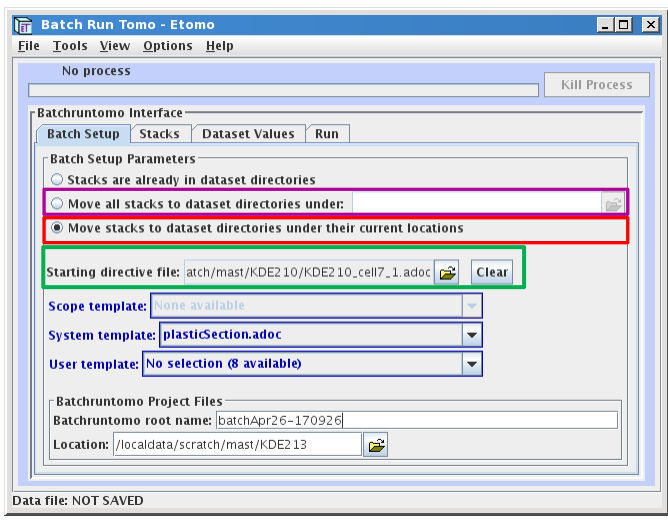 ET Batch Run Tomo - Etomo
File Tools View Options Help
No process
Kill Process
Batchruntomo Interface
Batch Setup Stacks Dataset Values Run
Batch Setup Parameters
Stacks are already in dataset directories
Move all stacks to dataset directories under:
Move stacks to dataset directories under their current locations
Starting directive file: atch/mast/KDE210/KDE210_cell7_1.adoc Clear
Scope template: None available
System template: plasticSection.adoc
User template: No selection (8 available)
Batchruntomo Project Files
Batchruntomo root name: batchApr26-170926
Location: /localdata/scratch/mast/KDE213
Data file: NOT SAVED